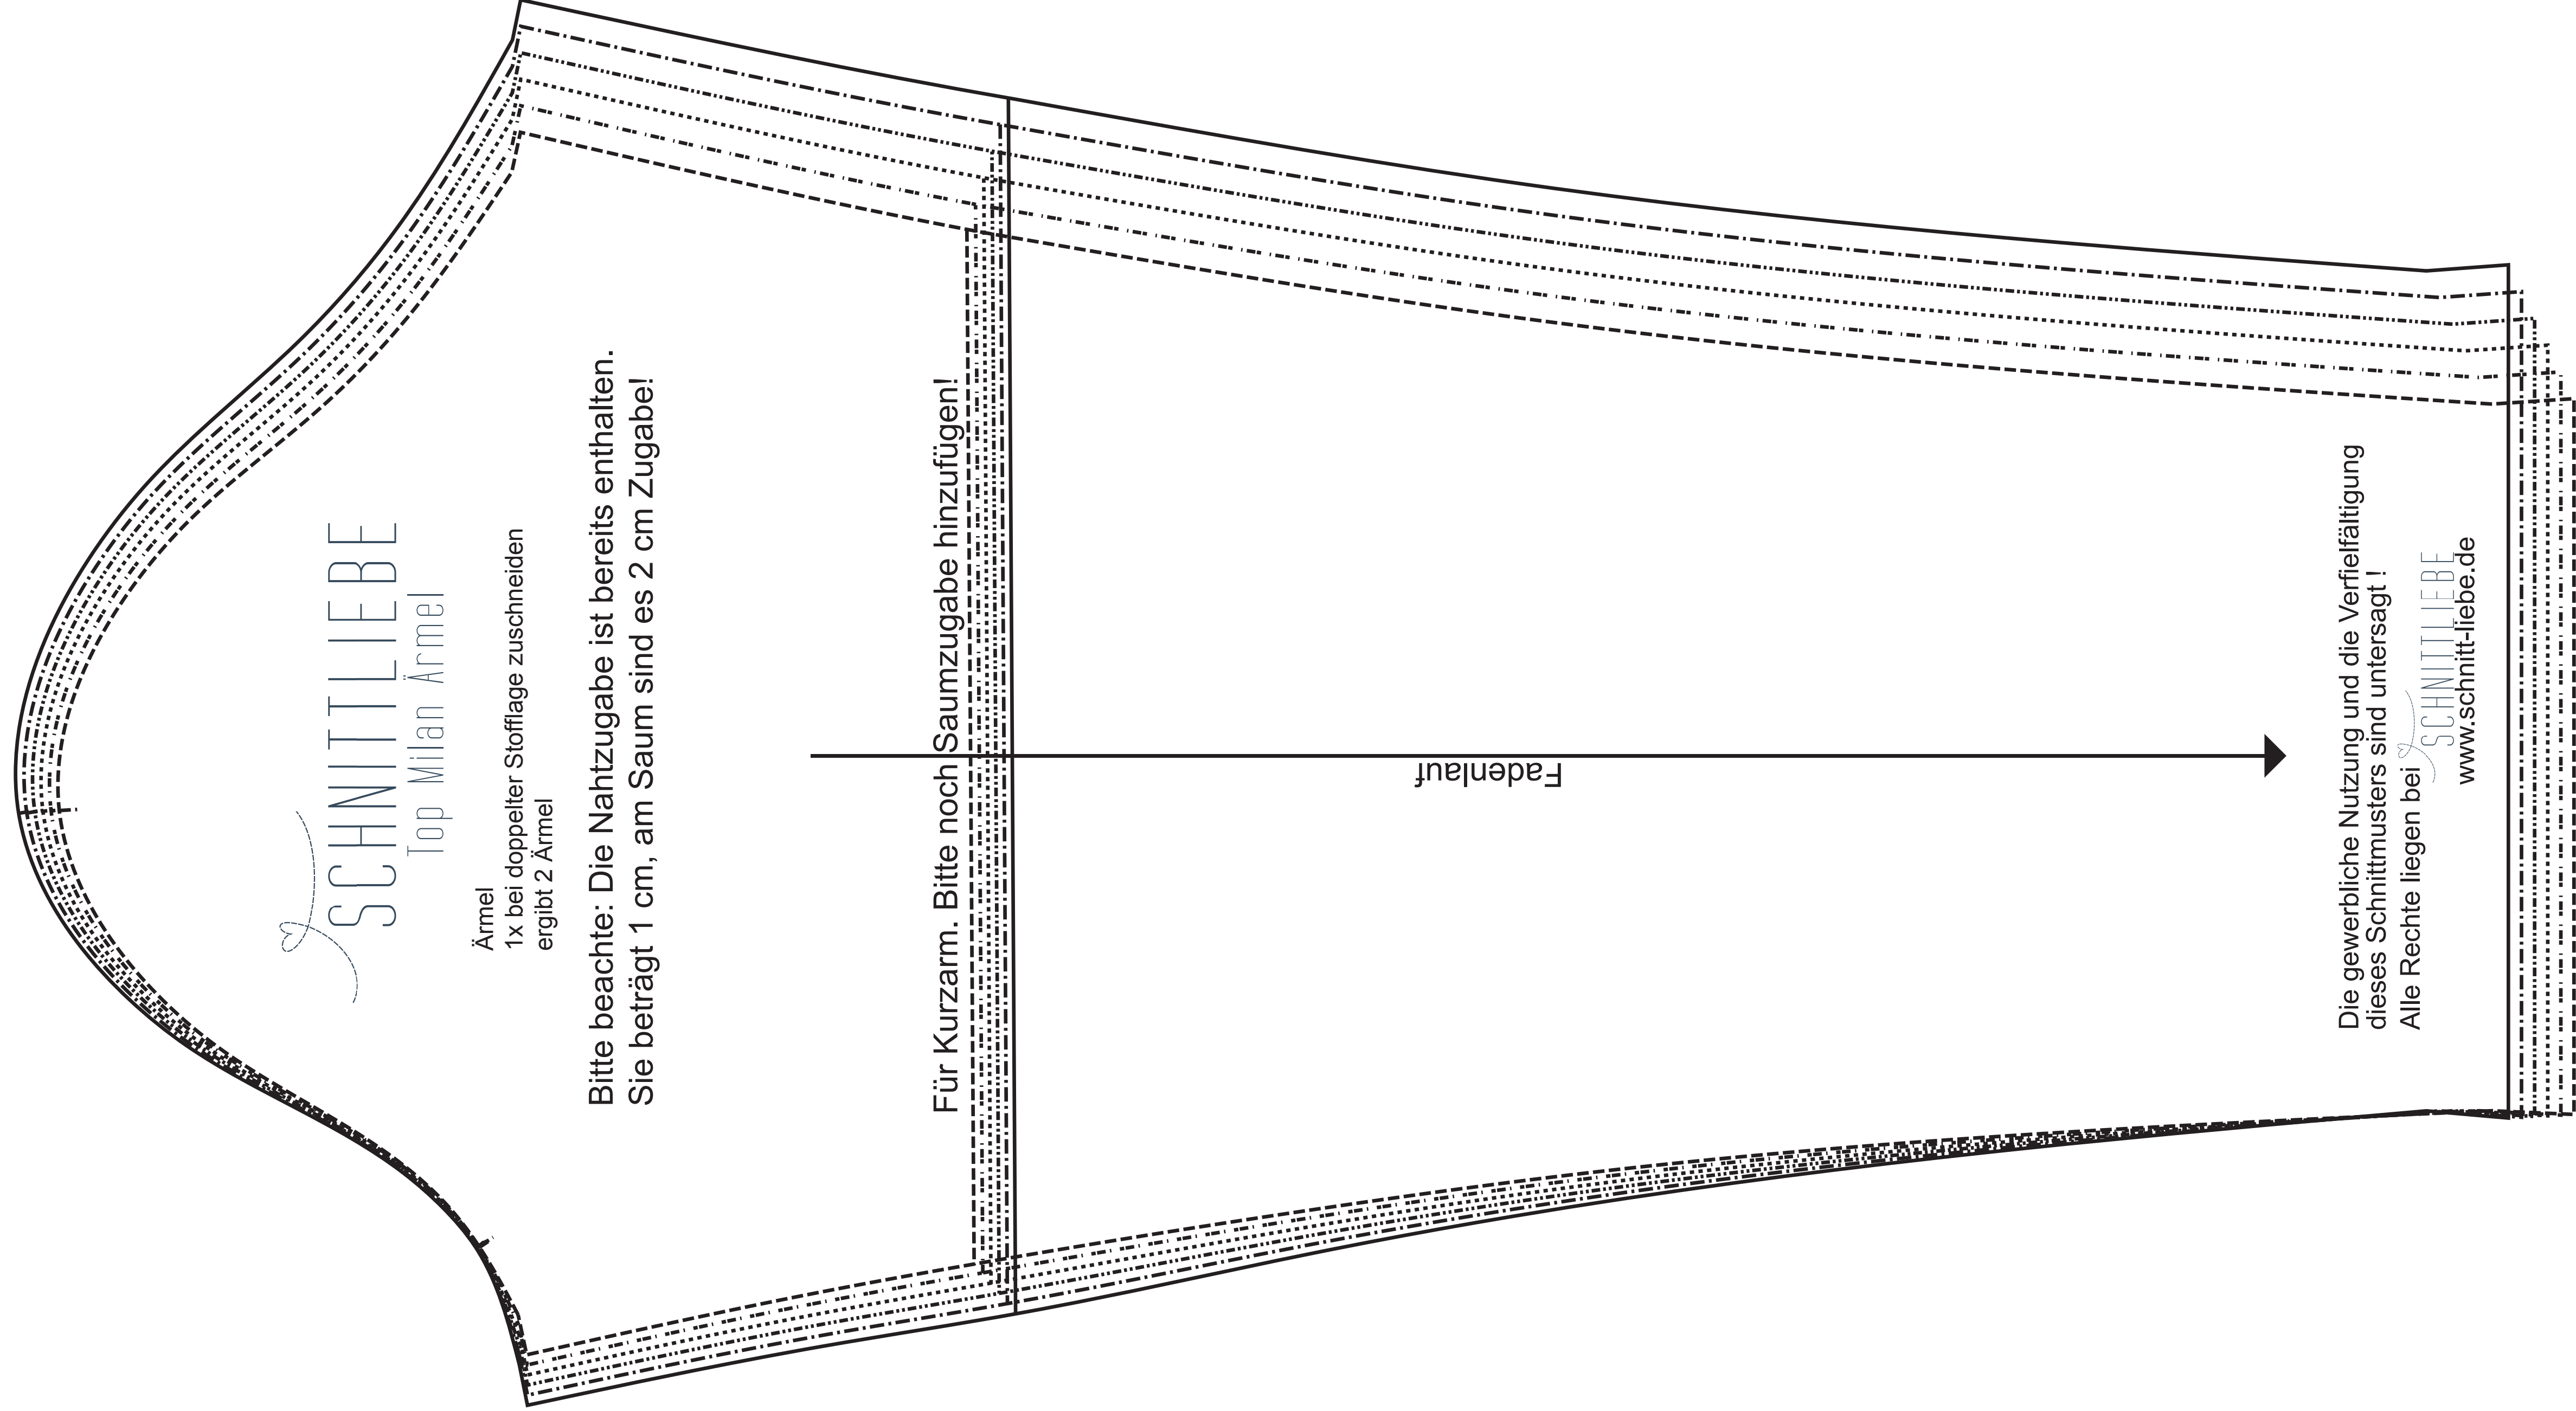 SCHNITTLIEBE
Top Milan Ärmel
Ärmel
1x bei doppelter Stofflage zuschneiden
ergibt 2 Ärmel
Bitte beachte: Die Nahtzugabe ist bereits enthalten.
Sie beträgt 1 cm, am Saum sind es 2 cm Zugabe!
Für Kurzarm. Bitte noch Saumzugabe hinzufügen!
Fadenlauf
Die gewerbliche Nutzung und die Verfielfältigung
dieses Schnittmusters sind untersagt !
Alle Rechte liegen bei SCHNITTLIEBE
www.schnitt-liebe.de